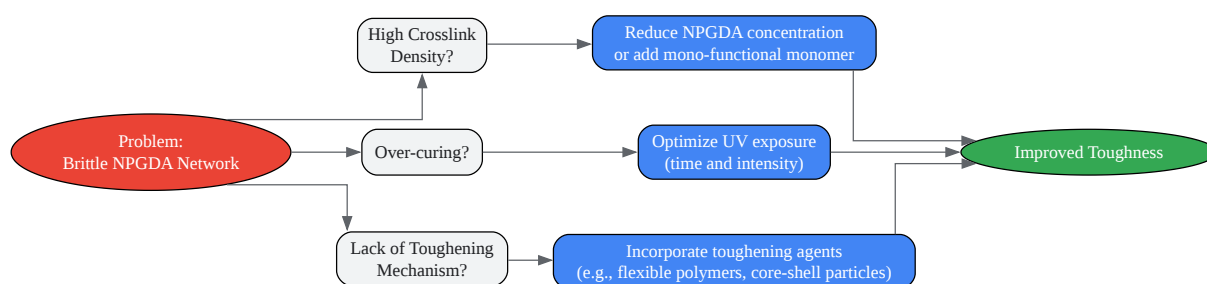 High Crosslink
Density?
Reduce NPGDA concentration
or add mono-functional monomer
Problem:
Brittle NPGDA Network
Over-curing?
Optimize UV exposure
(time and intensity)
Improved Toughness
Lack of Toughening
Mechanism?
Incorporate toughening agents
(e.g., flexible polymers, core-shell particles)